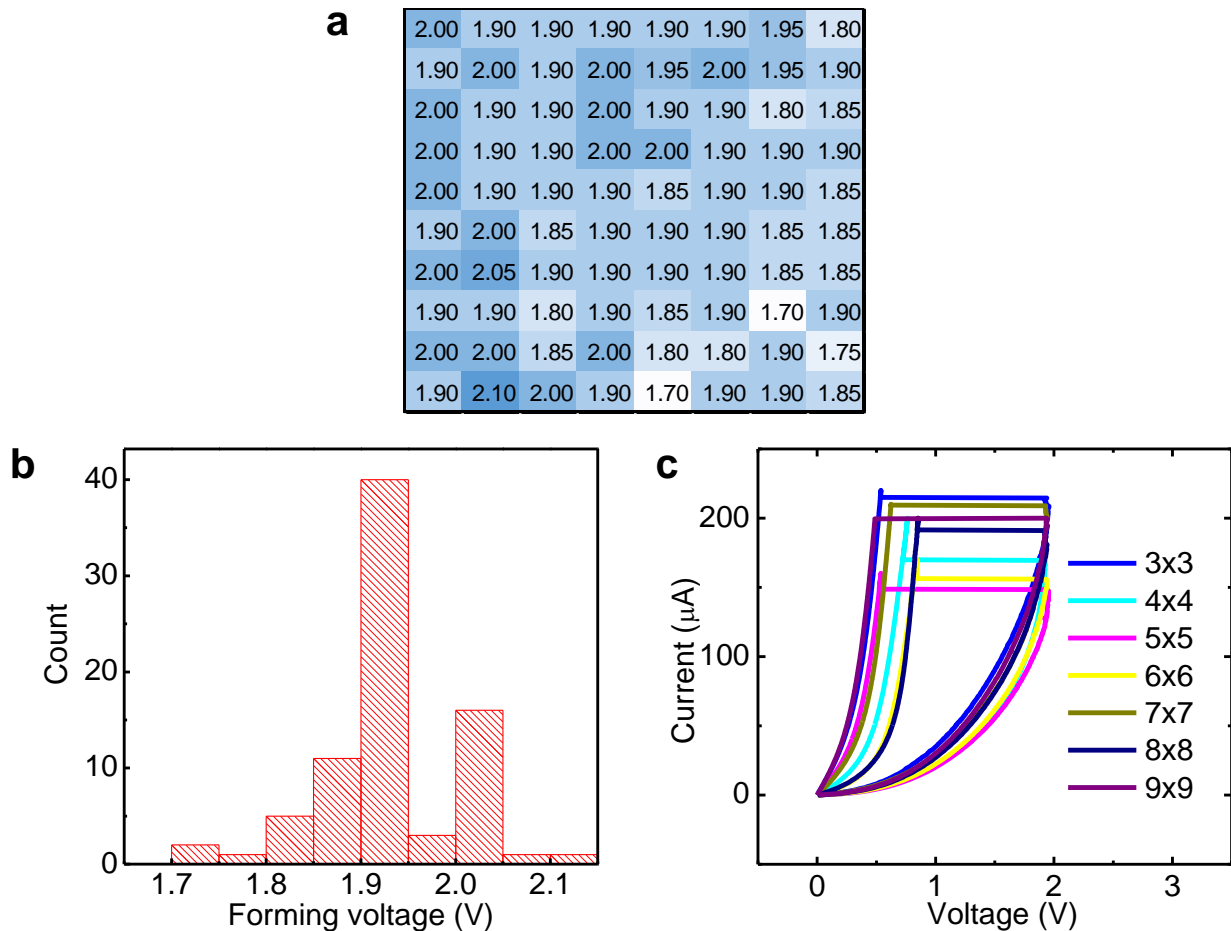 a
2.00 1.90 1.90 1.90 1.90 1.90 1.95 1.80
1.90 2.00 1.90 2.00 1.95 2.00 1.95 1.90
2.00 1.90 1.90 2.00 1.90 1.90 1.80 1.85
2.00 1.90 1.90 2.00 2.00 1.90 1.90 1.90
2.00 1.90 1.90 1.90 1.85 1.90 1.90 1.85
1.90 2.00 1.85 1.90 1.90 1.90 1.85 1.85
2.00 2.05 1.90 1.90 1.90 1.90 1.85 1.85
1.90 1.90 1.80 1.90 1.85 1.90 1.70 1.90
2.00 2.00 1.85 2.00 1.80 1.80 1.90 1.75
1.90 2.10 2.00 1.90 1.70 1.90 1.90 1.85
b
Count
40
30
20
10
0
1.7 1.8 1.9 2.0 2.1
Forming voltage (V)
c
Current (µA)
200
100
0
3x3
4x4
5x5
6x6
7x7
8x8
9x9
0 1 2 3
Voltage (V)